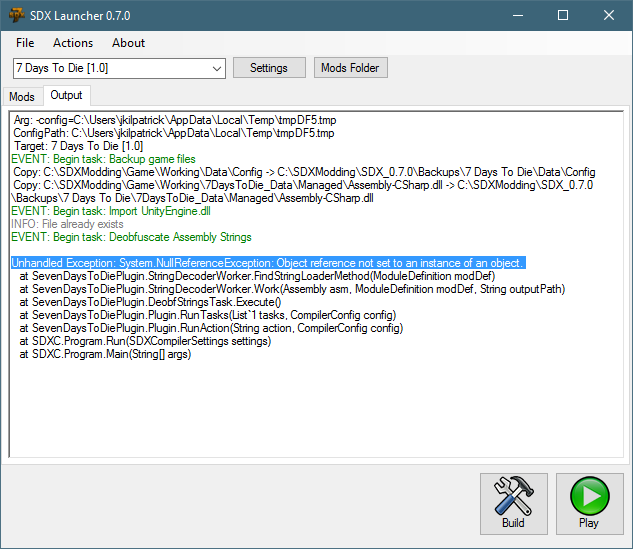 SDX Launcher 0.7.0
File Actions About
7 Days To Die [1.0] Settings Mods Folder
Mods Output
Arg: -config=C:\Users\jkilpatrick\AppData\Local\Temp\tmpDF5.tmp
ConfigPath: C:\Users\jkilpatrick\AppData\Local\Temp\tmpDF5.tmp
Target: 7 Days To Die [1.0]
EVENT: Begin task: Backup game files
Copy: C:\SDXModding\Game\Working\Data\Config -> C:\SDXModding\SDX_0.7.0\Backups\7 Days To Die\Data\Config
Copy: C:\SDXModding\Game\Working\7DaysToDie_Data\Managed\Assembly-CSharp.dll -> C:\SDXModding\SDX_0.7.0
\Backups\7 Days To Die\7DaysToDie_Data\Managed\Assembly-CSharp.dll
EVENT: Begin task: Import UnityEngine.dll
INFO: File already exists
EVENT: Begin task: Deobfuscate Assembly Strings
Unhandled Exception: System.NullReferenceException: Object reference not set to an instance of an object.
at SevenDaysToDiePlugin.StringDecoderWorker.FindStringLoaderMethod(ModuleDefinition modDef)
at SevenDaysToDiePlugin.StringDecoderWorker.Work(Assembly asm, ModuleDefinition modDef, String outputPath)
at SevenDaysToDiePlugin.DeobfStringsTask.Execute()
at SevenDaysToDiePlugin.Plugin.RunTasks(List`1 tasks, CompilerConfig config)
at SevenDaysToDiePlugin.Plugin.RunAction(String action, CompilerConfig config)
at SDXC.Program.Run(SDXCompilerSettings settings)
at SDXC.Program.Main(String[] args)
Build Play